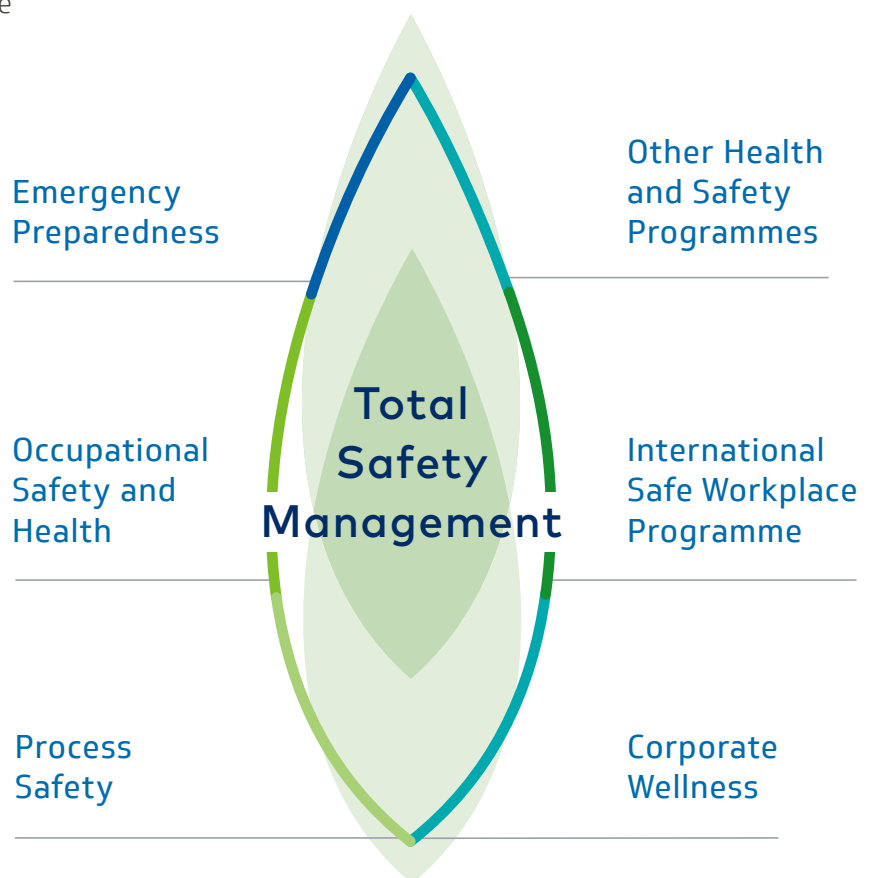 e
Emergency
Preparedness
Other Health
and Safety
Programmes
Total
Safety
Management
Occupational
Safety and
Health
International
Safe Workplace
Programme
Process
Safety
Corporate
Wellness